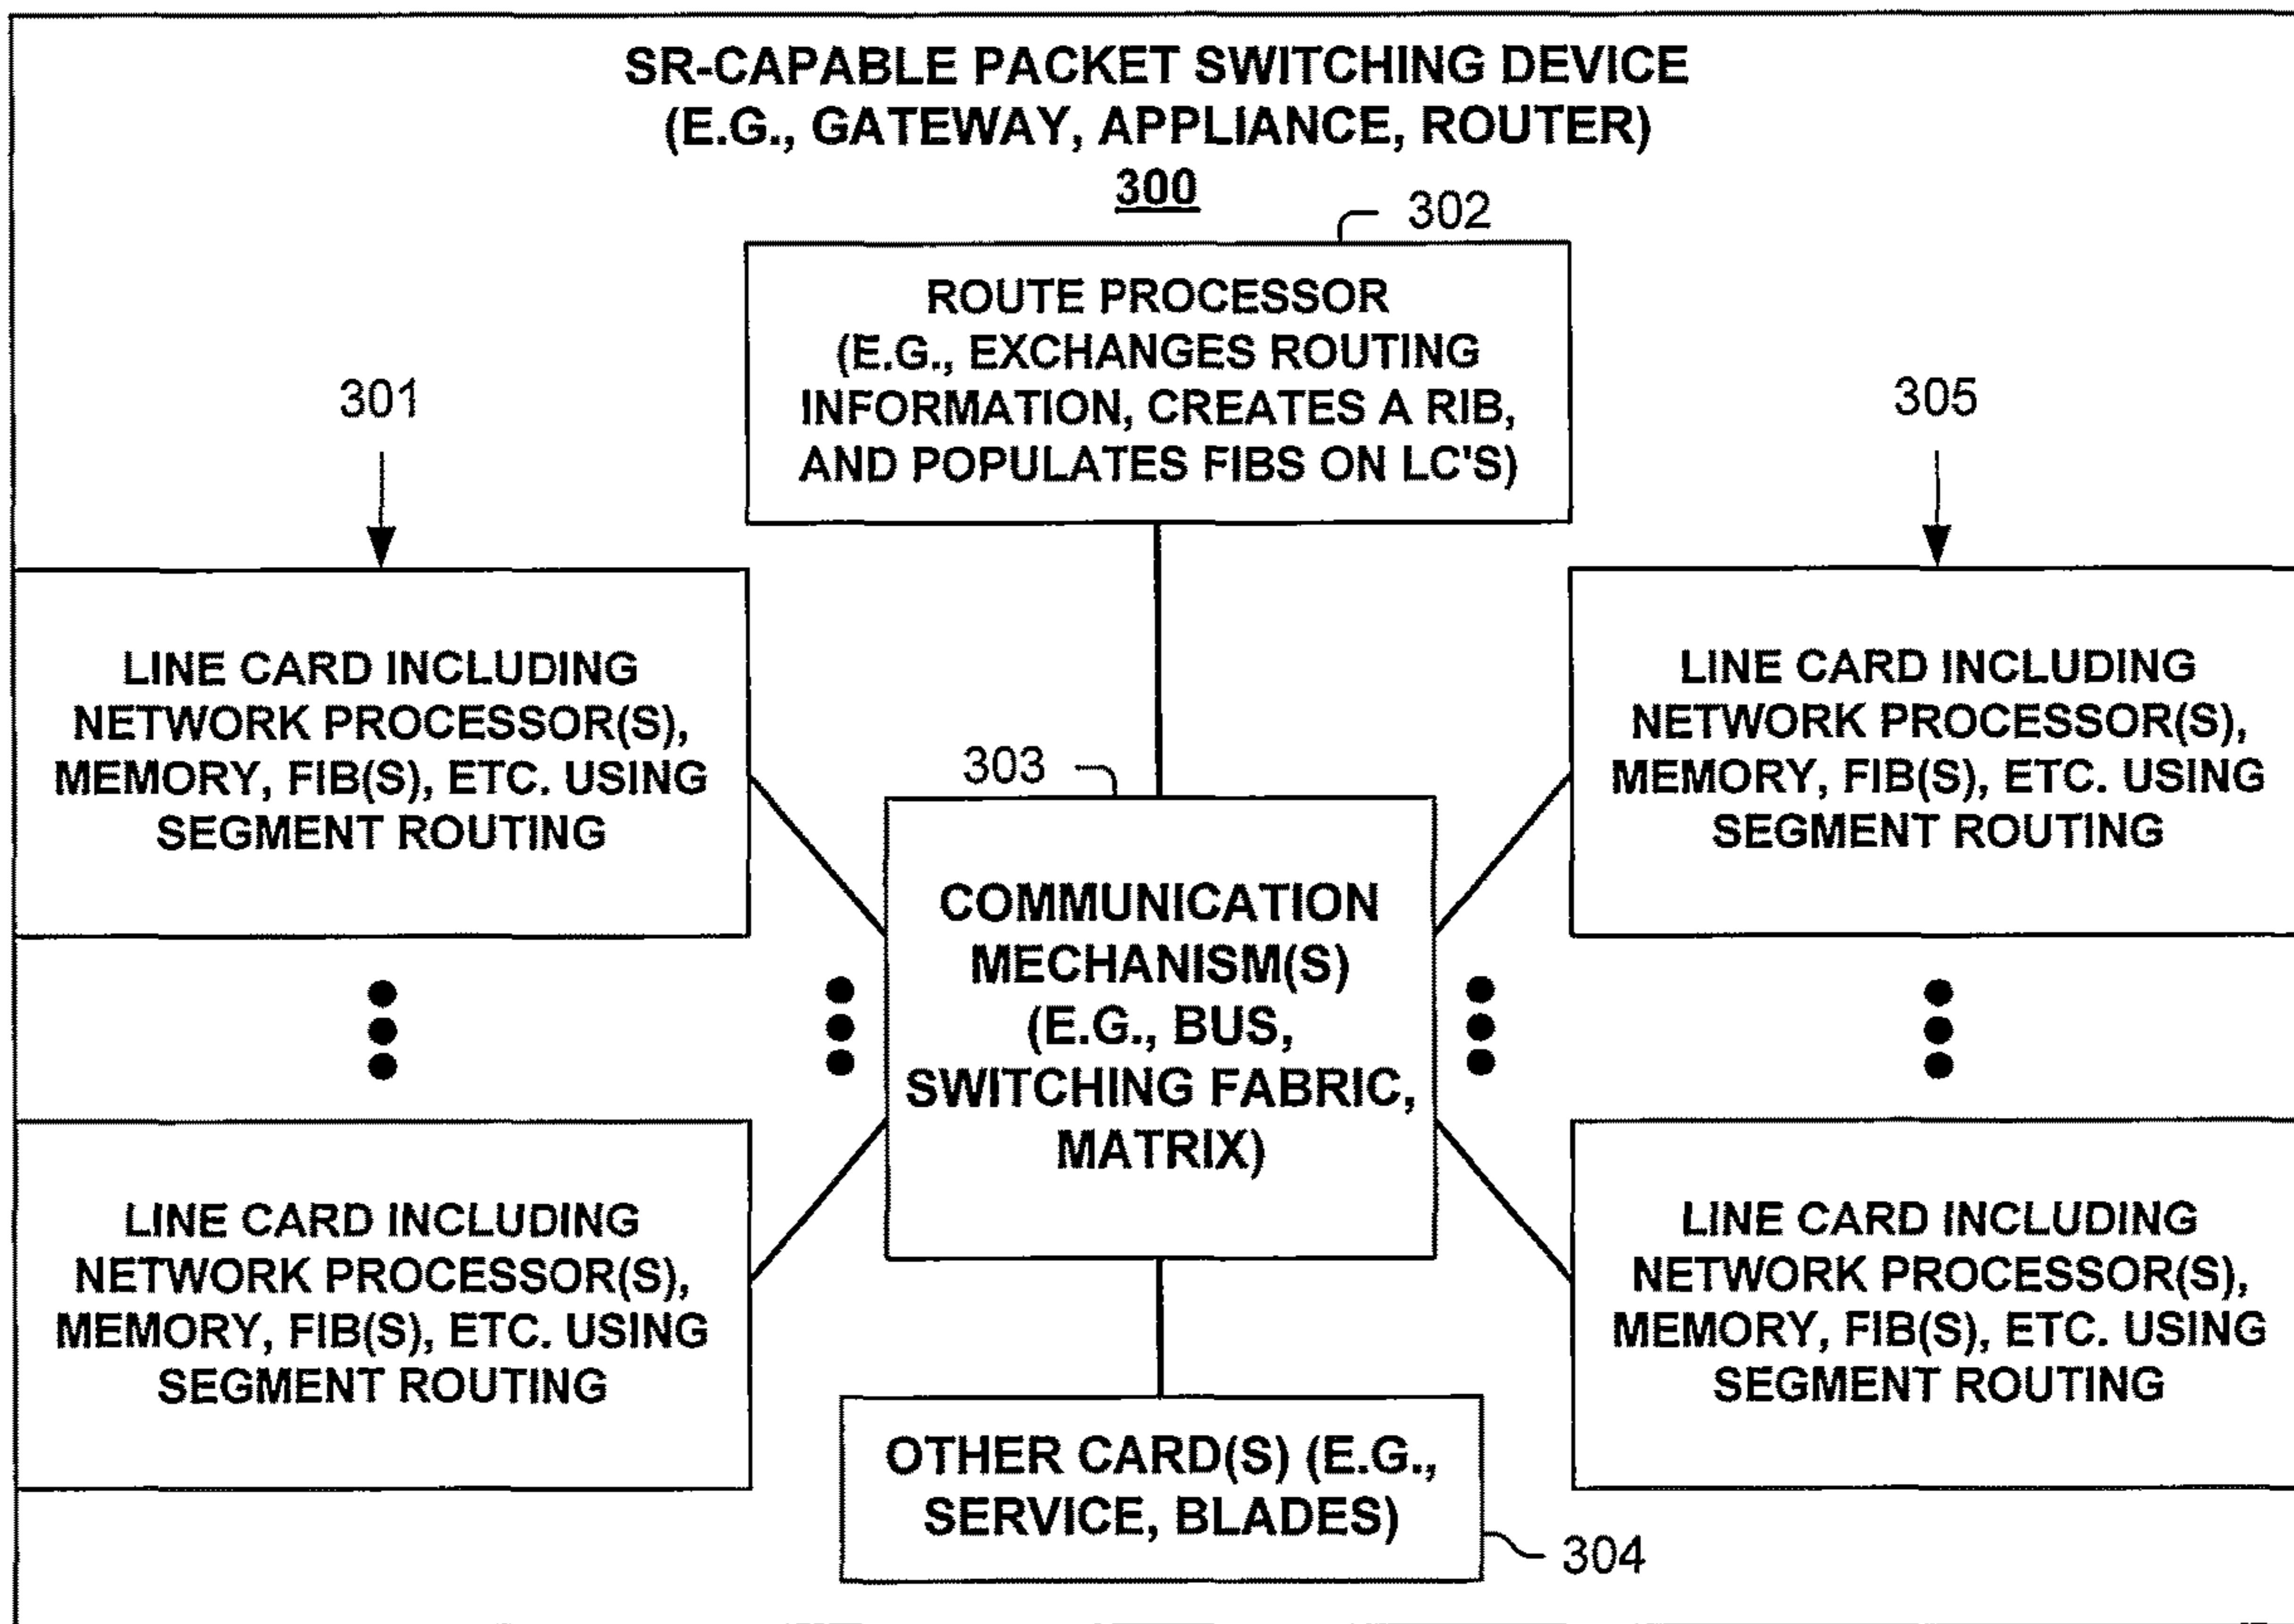 SR-CAPABLE PACKET SWITCHING DEVICE
(E.G., GATEWAY, APPLIANCE, ROUTER)
300
302
ROUTE PROCESSOR
(E.G., EXCHANGES ROUTING
INFORMATION, CREATES A RIB,
AND POPULATES FIBS ON LC'S)
301
305
LINE CARD INCLUDING
NETWORK PROCESSOR(S),
MEMORY, FIB(S), ETC. USING
SEGMENT ROUTING
LINE CARD INCLUDING
NETWORK PROCESSOR(S),
MEMORY, FIB(S), ETC. USING
SEGMENT ROUTING
303
COMMUNICATION
MECHANISM(S)
(E.G., BUS,
SWITCHING FABRIC,
MATRIX)
LINE CARD INCLUDING
NETWORK PROCESSOR(S),
MEMORY, FIB(S), ETC. USING
SEGMENT ROUTING
LINE CARD INCLUDING
NETWORK PROCESSOR(S),
MEMORY, FIB(S), ETC. USING
SEGMENT ROUTING
OTHER CARD(S) (E.G.,
SERVICE, BLADES)
304